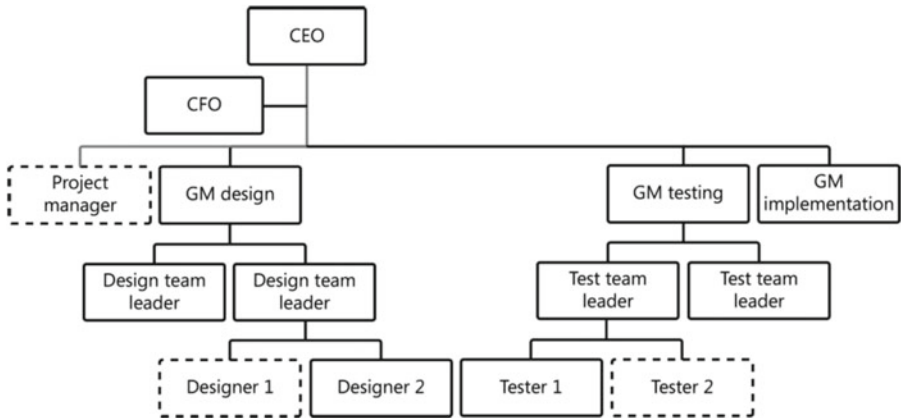 CEO
CFO
Project
manager
GM design
GM testing
GM
implementation
Design team
leader
Design team
leader
Test team
leader
Test team
leader
Designer 1
Designer 2
Tester 1
Tester 2